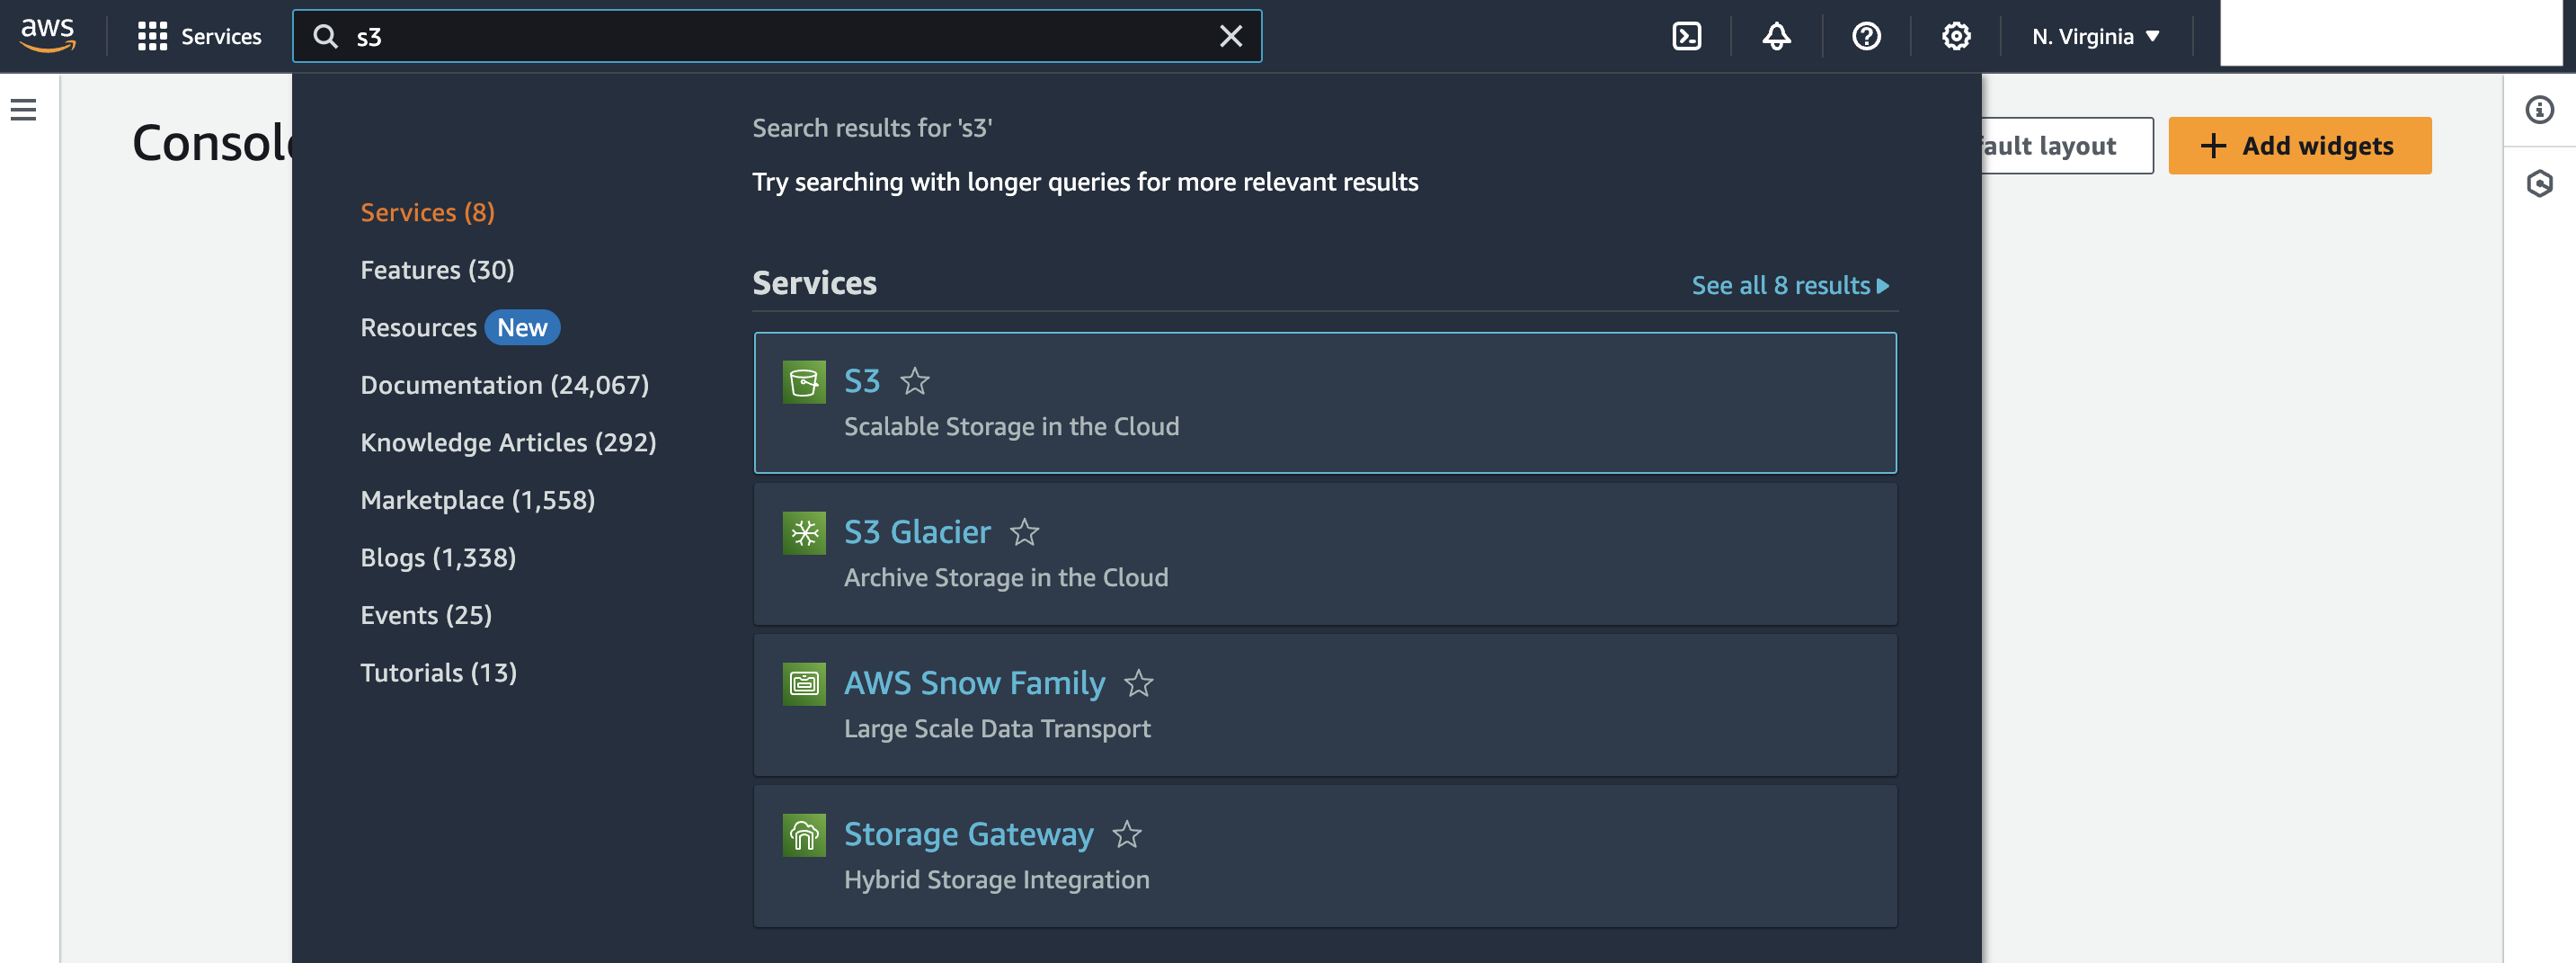 aws
Services
s3
N. Virginia
Consol
ault layout
Add widgets
Services (8)
Features (30)
Resources New
Documentation (24,067)
Knowledge Articles (292)
Marketplace (1,558)
Blogs (1,338)
Events (25)
Tutorials (13)
Search results for 's3'
Try searching with longer queries for more relevant results
Services
See all 8 results
S3
Scalable Storage in the Cloud
S3 Glacier
Archive Storage in the Cloud
AWS Snow Family
Large Scale Data Transport
Storage Gateway
Hybrid Storage Integration